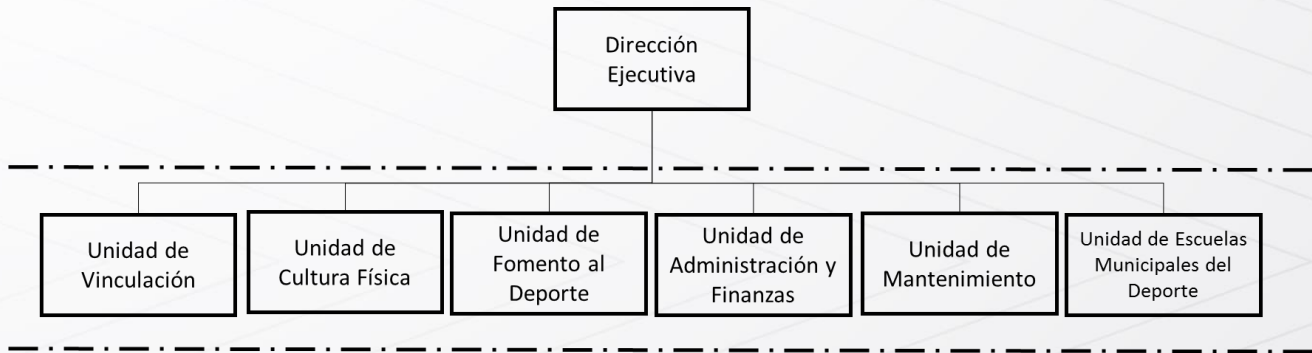 Dirección
Ejecutiva
Unidad de
Vinculación
Unidad de
Cultura Física
Unidad de
Fomento al
Deporte
Unidad de
Administración y
Finanzas
Unidad de
Mantenimiento
Unidad de Escuelas
Municipales del
Deporte